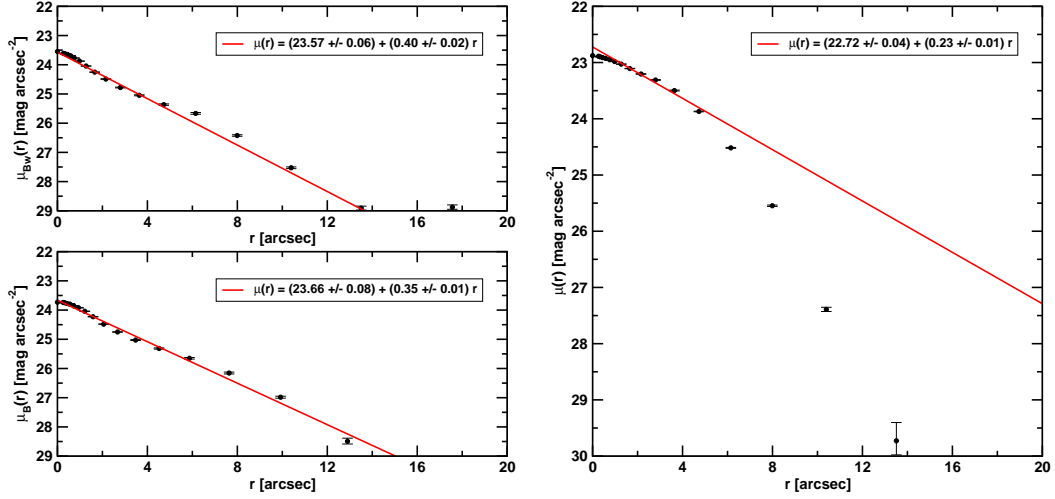 μ(r) = (23.57 +/- 0.06) + (0.40 +/- 0.02) r
22
23
24
25
26
27
28
29
μ_Bw(r) [mag arcsec^-2]
0 4 8 12 16 20
r [arcsec]
μ(r) = (23.66 +/- 0.08) + (0.35 +/- 0.01) r
22
23
24
25
26
27
28
29
μ_B(r) [mag arcsec^-2]
0 4 8 12 16 20
r [arcsec]
μ(r) = (22.72 +/- 0.04) + (0.23 +/- 0.01) r
22
23
24
25
26
27
28
29
30
μ(r) [mag arcsec^-2]
0 4 8 12 16 20
r [arcsec]